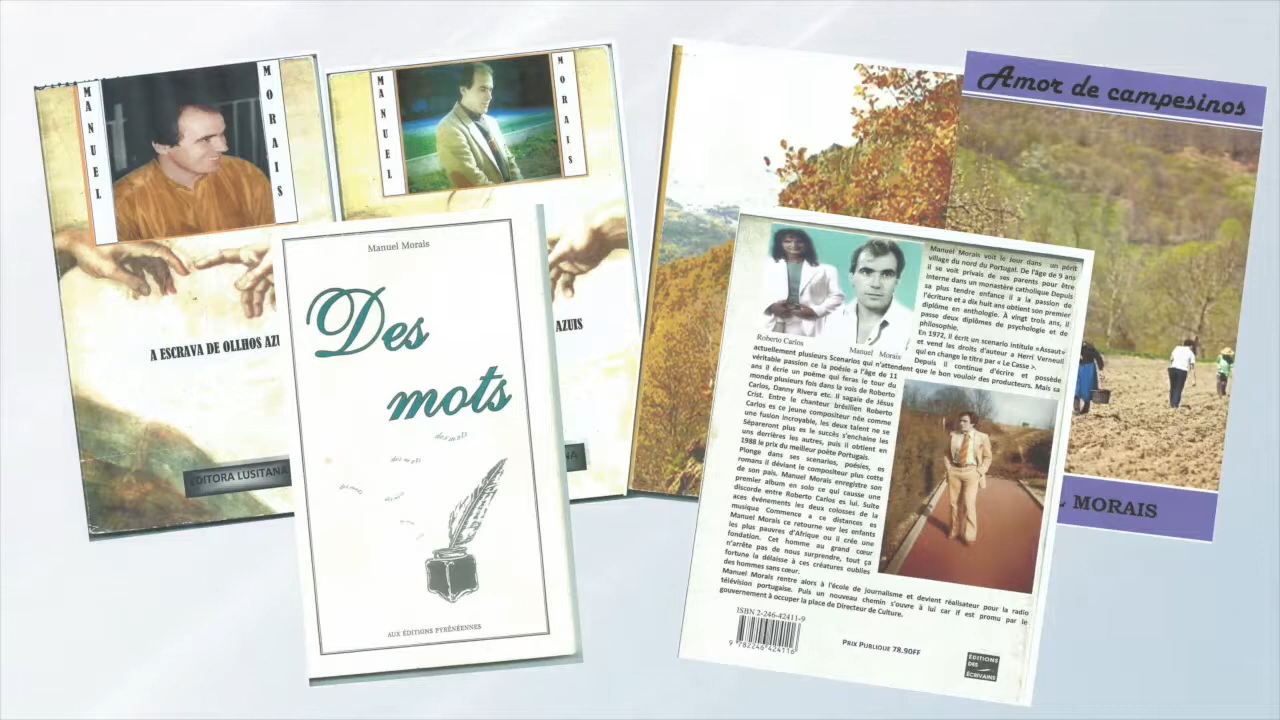 MANUEL
MORAIS
A ESCRAVA DE OLLHOS AZU
EDITORA LUSITANA
MANUEL
MORAIS
AZUIS
Manuel Morais
Des
mots
des mots
des mots
des mots
AUX ÉDITIONS PYRÉNÉENNES
Amor de campesinos
L MORAIS
Roberto Carlos
Manuel Morais
Manuel Morais voit le jour dans un périt
village du nord du Portugal. De l'âge de 9 ans
il se voit privais de ses parents pour être
interne dans un monastère catholique Depuis
sa plus tendre enfance il a la passion de
l'écriture et a dix huit ans obtient son premier
diplôme en anthologie. À vingt trois ans, il
passe deux diplômes de psychologie et de
philosophie.
En 1972, il écrit un scenario intitule «Assaut»
et vend les droits d'auteur a Herri Verneuil
qui en change le titre par « Le Casse ».
Depuis il continue d'écrire et possède
actuellement plusieurs Scenarios qui n'attendent que le bon vouloir des producteurs. Mais sa
véritable passion ce la poésie a l'âge de 11
ans il écrie un poème qui feras le tour du
monde plusieurs fois dans la vois de Roberto
Carlos, Danny Rivera etc. il sagaie de Jésus
Crist. Entre le chanteur brésilien Roberto
Carlos es ce jeune compositeur née comme
une fusion incroyable, les deux talent ne se
Sépareront plus es le succès s'enchaine les
uns derrières les autres, puis il obtient en
1988 le prix du meilleur poète Portugais.
Plonge dans ses scenarios, poésies, es
romans il déviant le compositeur plus cotte
de son pais. Manuel Morais enregistre son
premier album en solo ce qui causse une
discorde entre Roberto Carlos es lui. Suite
aces événements les deux colosses de la
musique Commence a ce distances es
Manuel Morais ce retourne ver les enfants
les plus pauvres d'Afrique ou il crée une
fondation. Cet homme au grand cœur
n'arrête pas de nous surprendre, tout ça
fortune la délaisse à ces créatures oublies
des hommes sans cœur.
Manuel Morais rentre alors à l'école de journalisme et devient réalisateur pour la radio
télévision portugaise. Puis un nouveau chemin s'ouvre à lui car if est promu par le
gouvernement à occuper la place de Directeur de Culture.
ISBN 2-246-42411-9
9 782246 424116
PRIX PUBLIQUE 78.90FF
EDITIONS
DES
ÉCRIVAINS